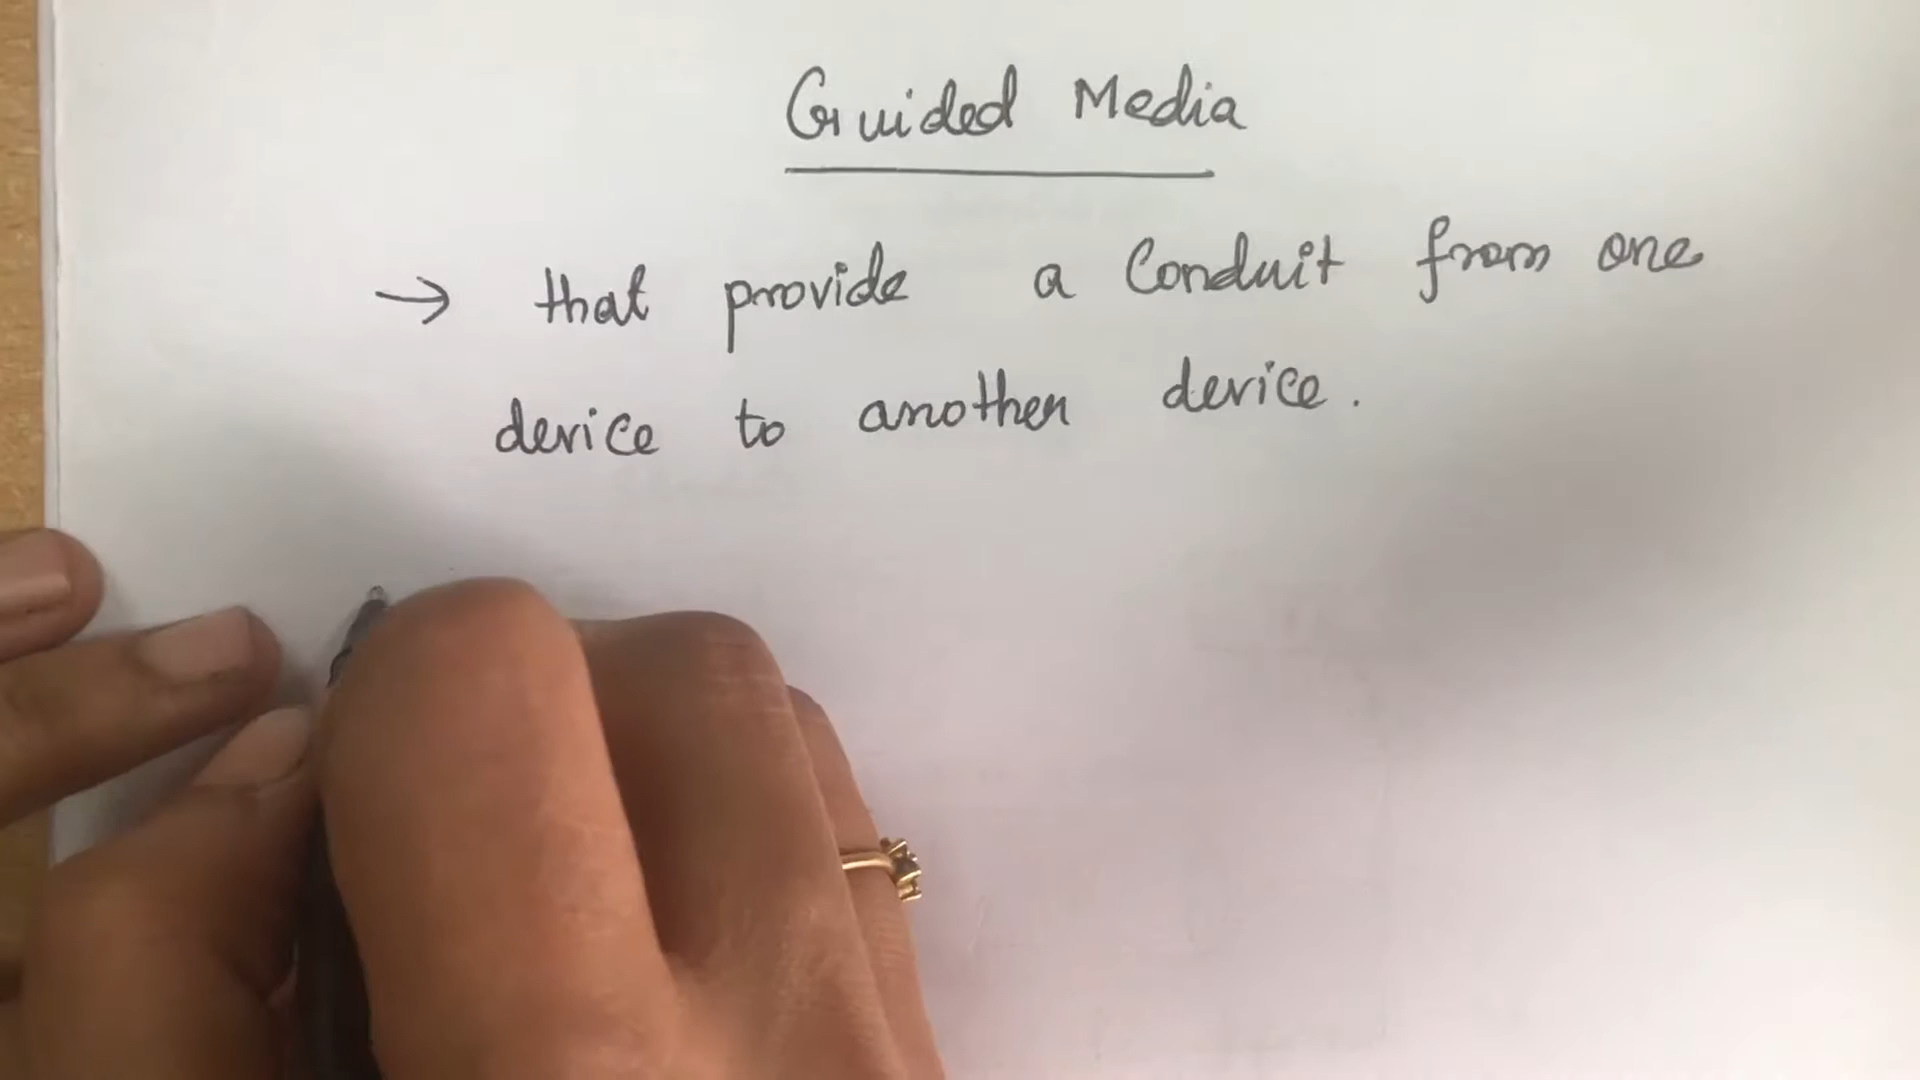 Guided Media
→ that provide a Conduit from one
device to another device.